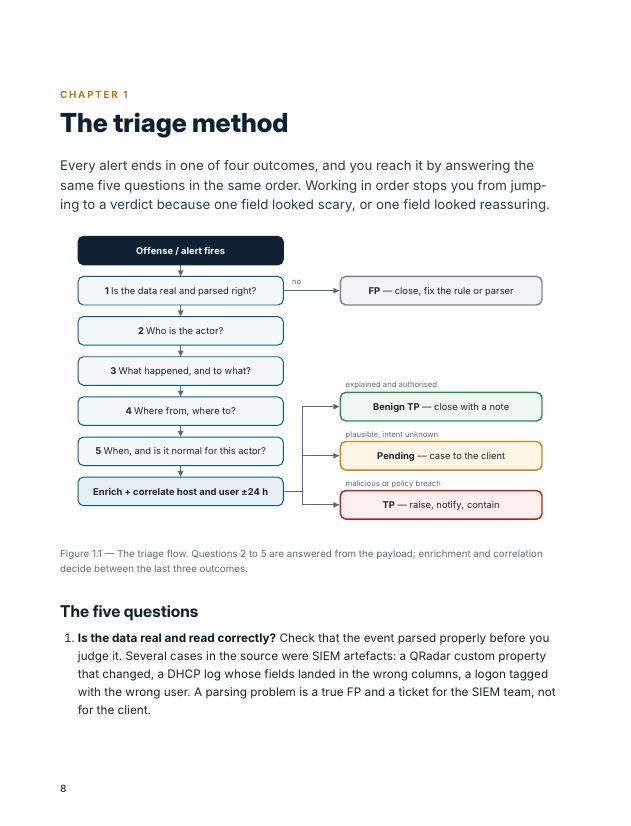 CHAPTER 1
The triage method
Every alert ends in one of four outcomes, and you reach it by answering the
same five questions in the same order. Working in order stops you from jump-
ing to a verdict because one field looked scary, or one field looked reassuring.
Offense / alert fires
1 Is the data real and parsed right?
no
FP — close, fix the rule or parser
2 Who is the actor?
3 What happened, and to what?
explained and authorised
4 Where from, where to?
Benign TP — close with a note
plausible, intent unknown
5 When, and is it normal for this actor?
Pending — case to the client
malicious or policy breach
Enrich + correlate host and user ±24 h
TP — raise, notify, contain
Figure 1.1 — The triage flow. Questions 2 to 5 are answered from the payload; enrichment and correlation
decide between the last three outcomes.
The five questions
1. Is the data real and read correctly? Check that the event parsed properly before you
judge it. Several cases in the source were SIEM artefacts: a QRadar custom property
that changed, a DHCP log whose fields landed in the wrong columns, a logon tagged
with the wrong user. A parsing problem is a true FP and a ticket for the SIEM team, not
for the client.
8